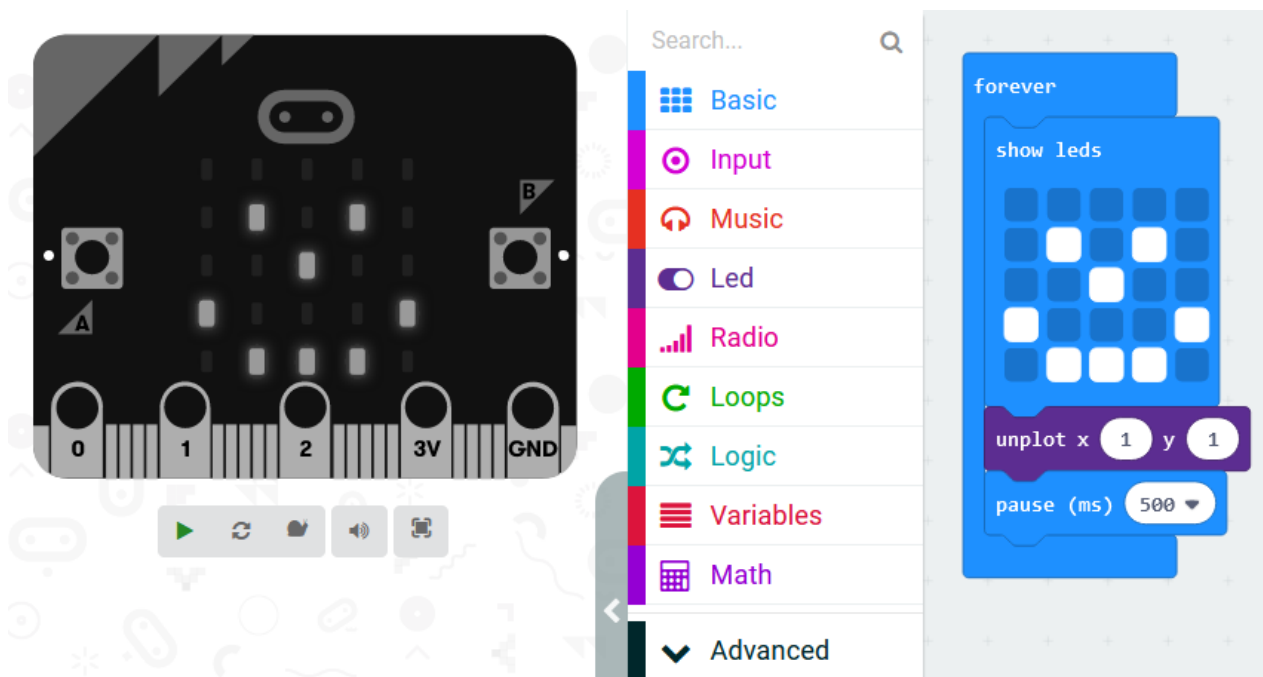 B
A
0 1 2 3V GND
Search...
Basic
Input
Music
Led
Radio
Loops
Logic
Variables
Math
Advanced
forever
show leds
unplot x 1 y 1
pause (ms) 500